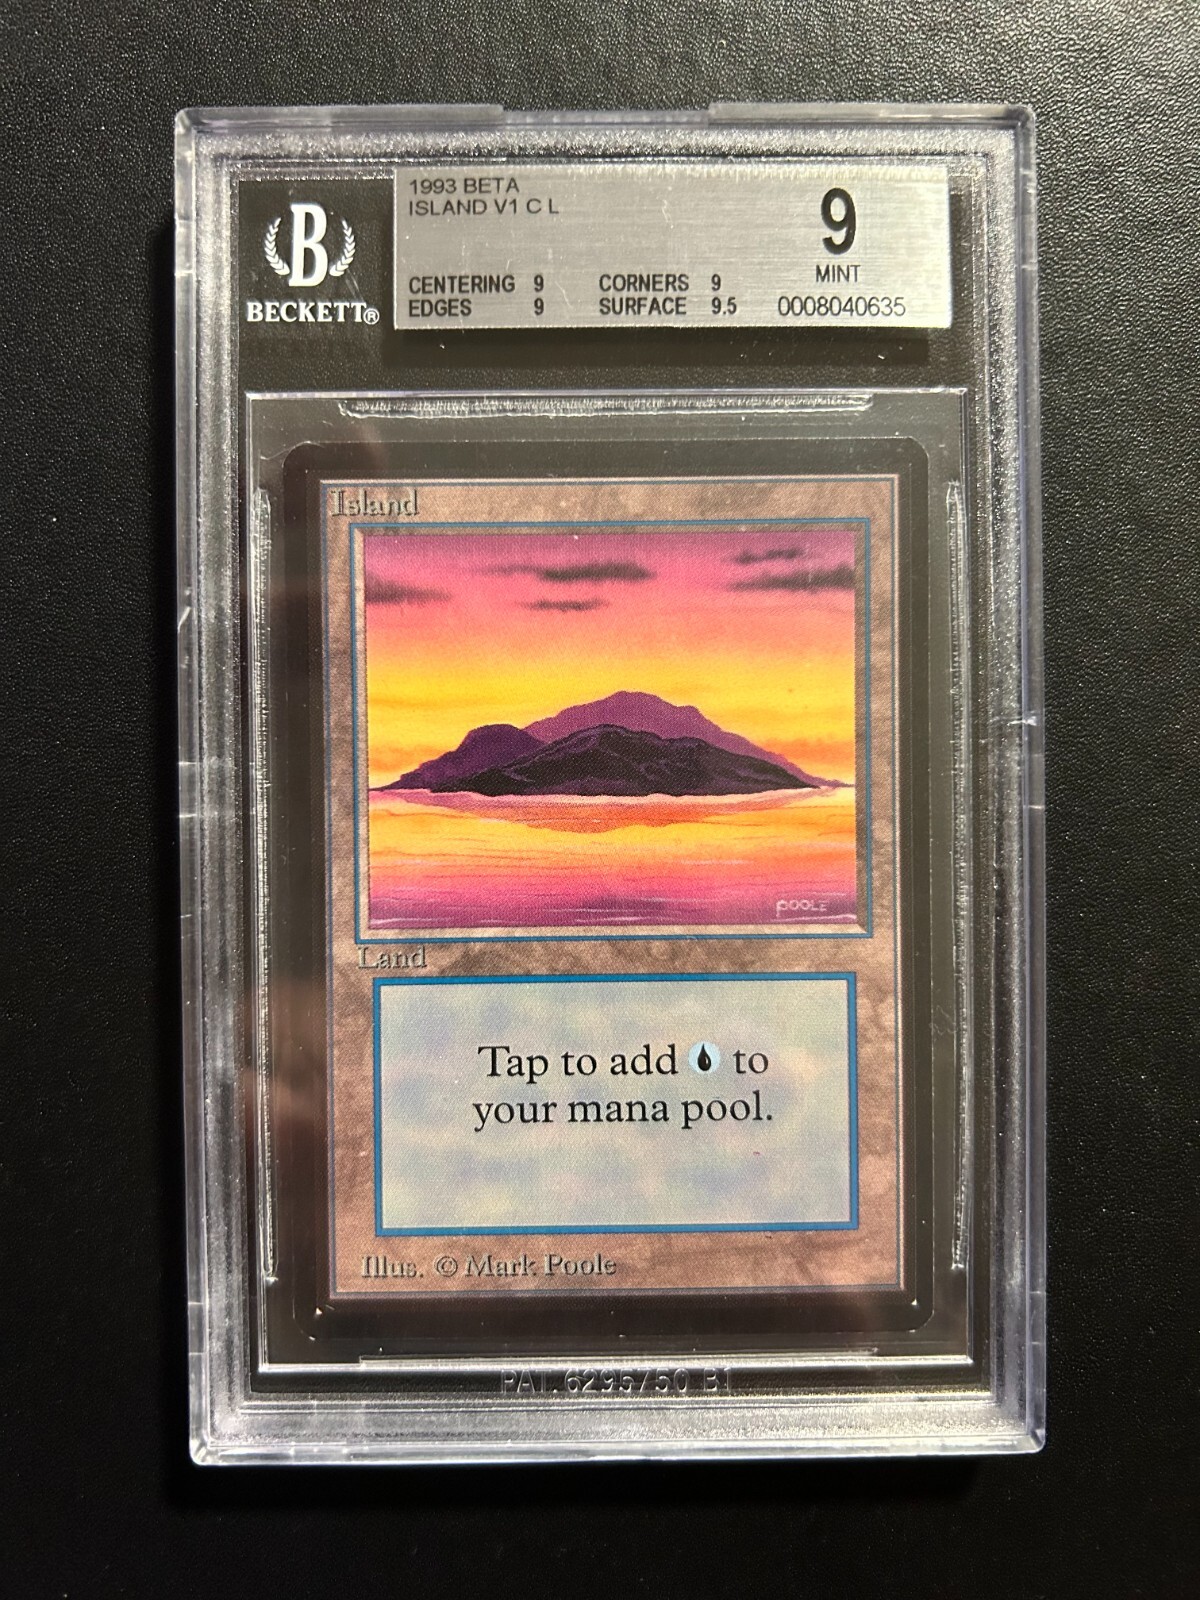 1993 BETA
ISLAND V1 C L
9
MINT
CENTERING 9 CORNERS 9
EDGES 9 SURFACE 9.5
0008040635
B
BECKETT®
Island
POOLE
Land
Tap to add to
your mana pool.
Illus. © Mark Poole
PAT. 6295750 B1